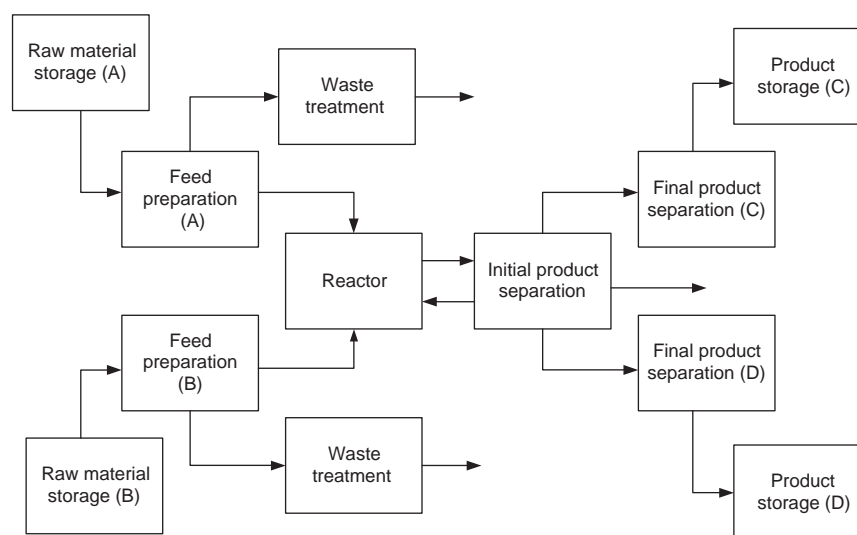 Raw material
storage (A)
Waste
treatment
Product
storage (C)
Feed
preparation
(A)
Final product
separation (C)
Reactor
Initial product
separation
Feed
preparation
(B)
Final product
separation (D)
Raw material
storage (B)
Waste
treatment
Product
storage (D)